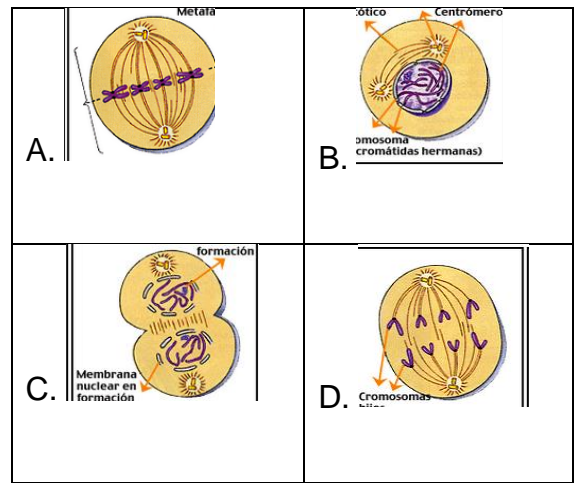 Metafa
A.
ótico
Centrómero
omosoma
cromátidas hermanas)
B.
formación
Membrana
nuclear en
formación
C.
Cromosomas
D.